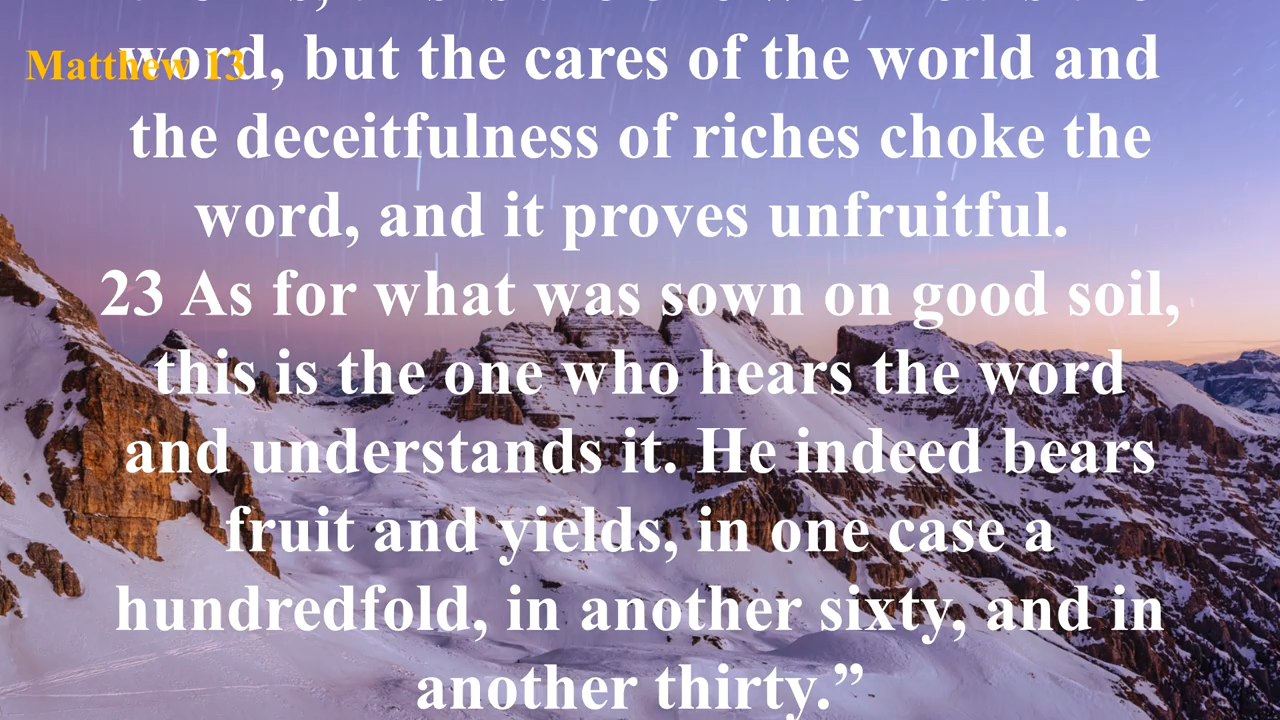 Matthew 13
word, but the cares of the world and
the deceitfulness of riches choke the
word, and it proves unfruitful.
23 As for what was sown on good soil,
this is the one who hears the word
and understands it. He indeed bears
fruit and yields, in one case a
hundredfold, in another sixty, and in
another thirty.”